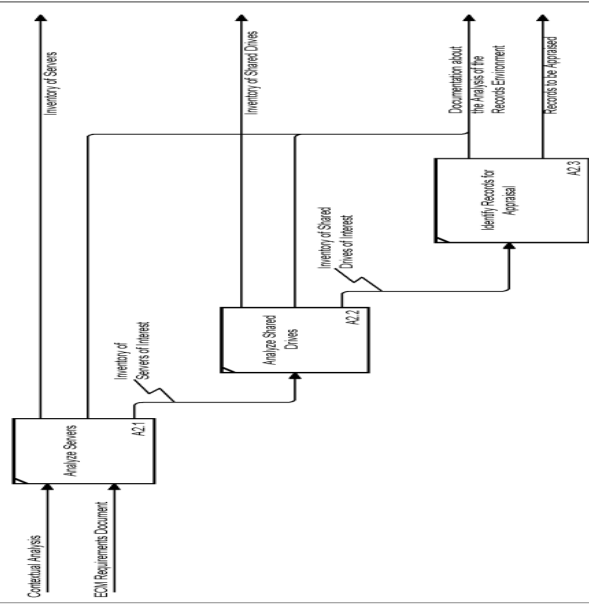 Contextual Analysis
ECM Requirements Document
Analyze Servers
A2.1
Inventory of Servers
Inventory of
Servers of Interest
Analyze Shared
Drives
A2.2
Inventory of Shared Drives
Inventory of Shared
Drives of Interest
Identify Records for
Appraisal
A2.3
Documentation about
the Analysis of the
Records Environment
Records to be Appraised